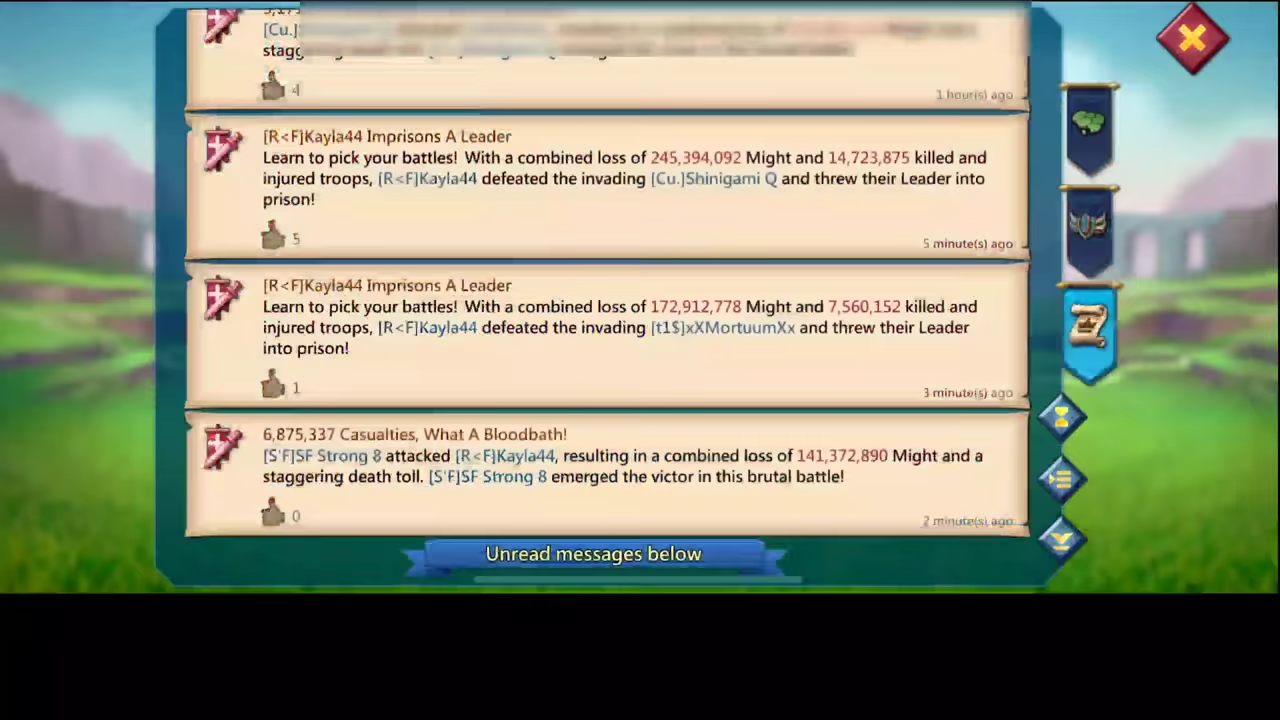 [Cu.]
4
1 hour(s) ago
[R<F]Kayla44 Imprisons A Leader
Learn to pick your battles! With a combined loss of 245,394,092 Might and 14,723,875 killed and
injured troops, [R<F]Kayla44 defeated the invading [Cu.]Shinigami Q and threw their Leader into
prison!
5
5 minute(s) ago
[R<F]Kayla44 Imprisons A Leader
Learn to pick your battles! With a combined loss of 172,912,778 Might and 7,560,152 killed and
injured troops, [R<F]Kayla44 defeated the invading [t1$]xXMortuumXx and threw their Leader
into prison!
1
3 minute(s) ago
6,875,337 Casualties, What A Bloodbath!
[S'F]SF Strong 8 attacked [R<F]Kayla44, resulting in a combined loss of 141,372,890 Might and a
staggering death toll. [S'F]SF Strong 8 emerged the victor in this brutal battle!
0
2 minute(s) ago
Unread messages below